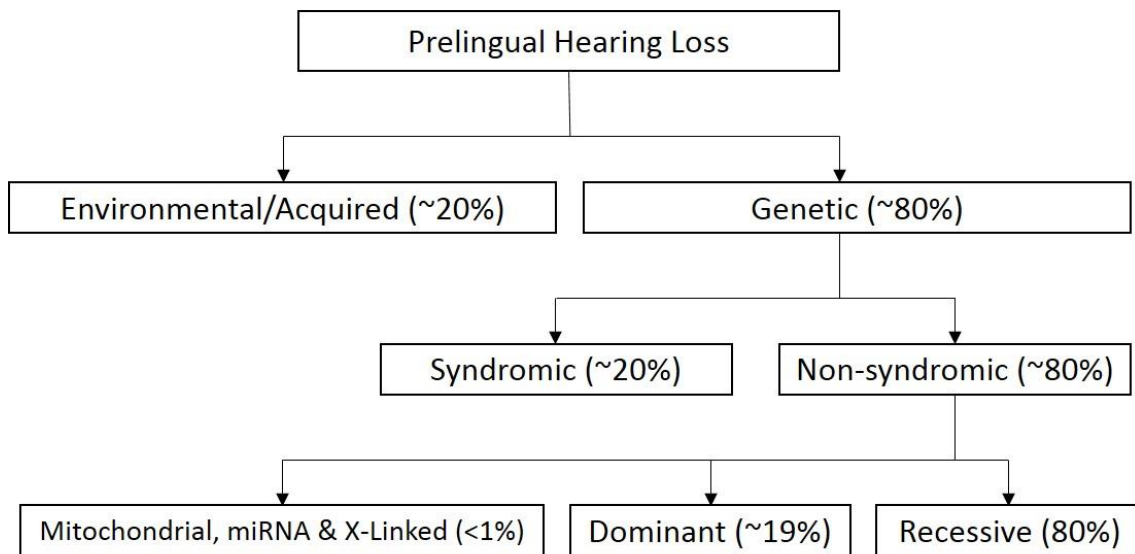 Prelingual Hearing Loss
Environmental/Acquired (~20%)
Genetic (~80%)
Syndromic (~20%)
Non-syndromic (~80%)
Mitochondrial, miRNA & X-Linked (<1%)
Dominant (~19%)
Recessive (80%)